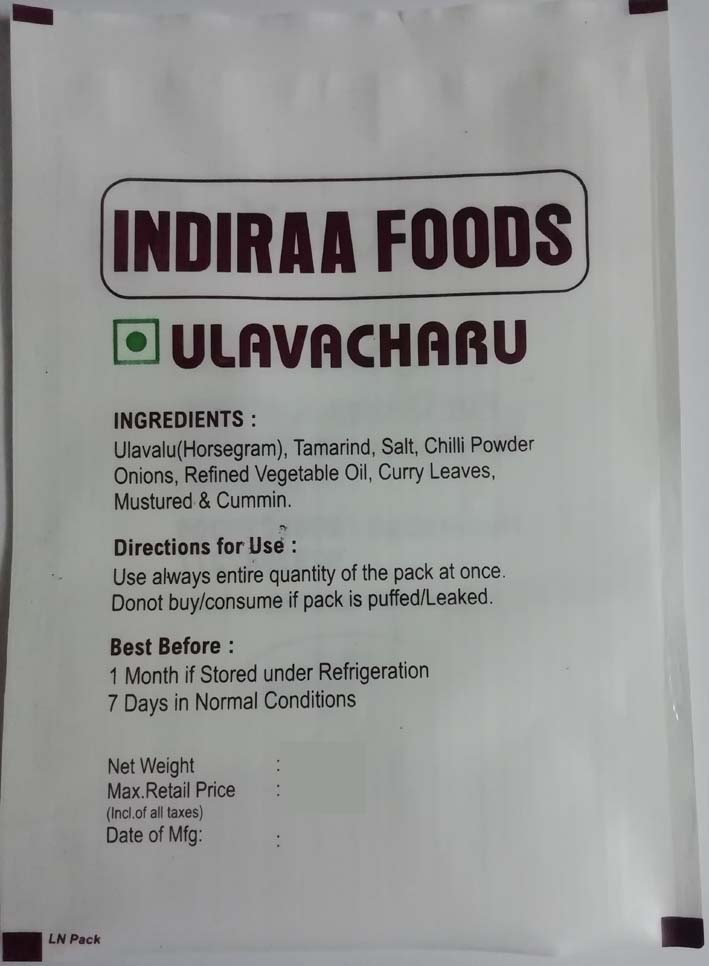 INDIRAA FOODS
ULAVACHARU
INGREDIENTS :
Ulavalu(Horsegram), Tamarind, Salt, Chilli Powder
Onions, Refined Vegetable Oil, Curry Leaves,
Mustured & Cummin.
Directions for Use :
Use always entire quantity of the pack at once.
Donot buy/consume if pack is puffed/Leaked.
Best Before :
1 Month if Stored under Refrigeration
7 Days in Normal Conditions
Net Weight :
Max.Retail Price :
(Incl.of all taxes)
Date of Mfg: :
LN Pack